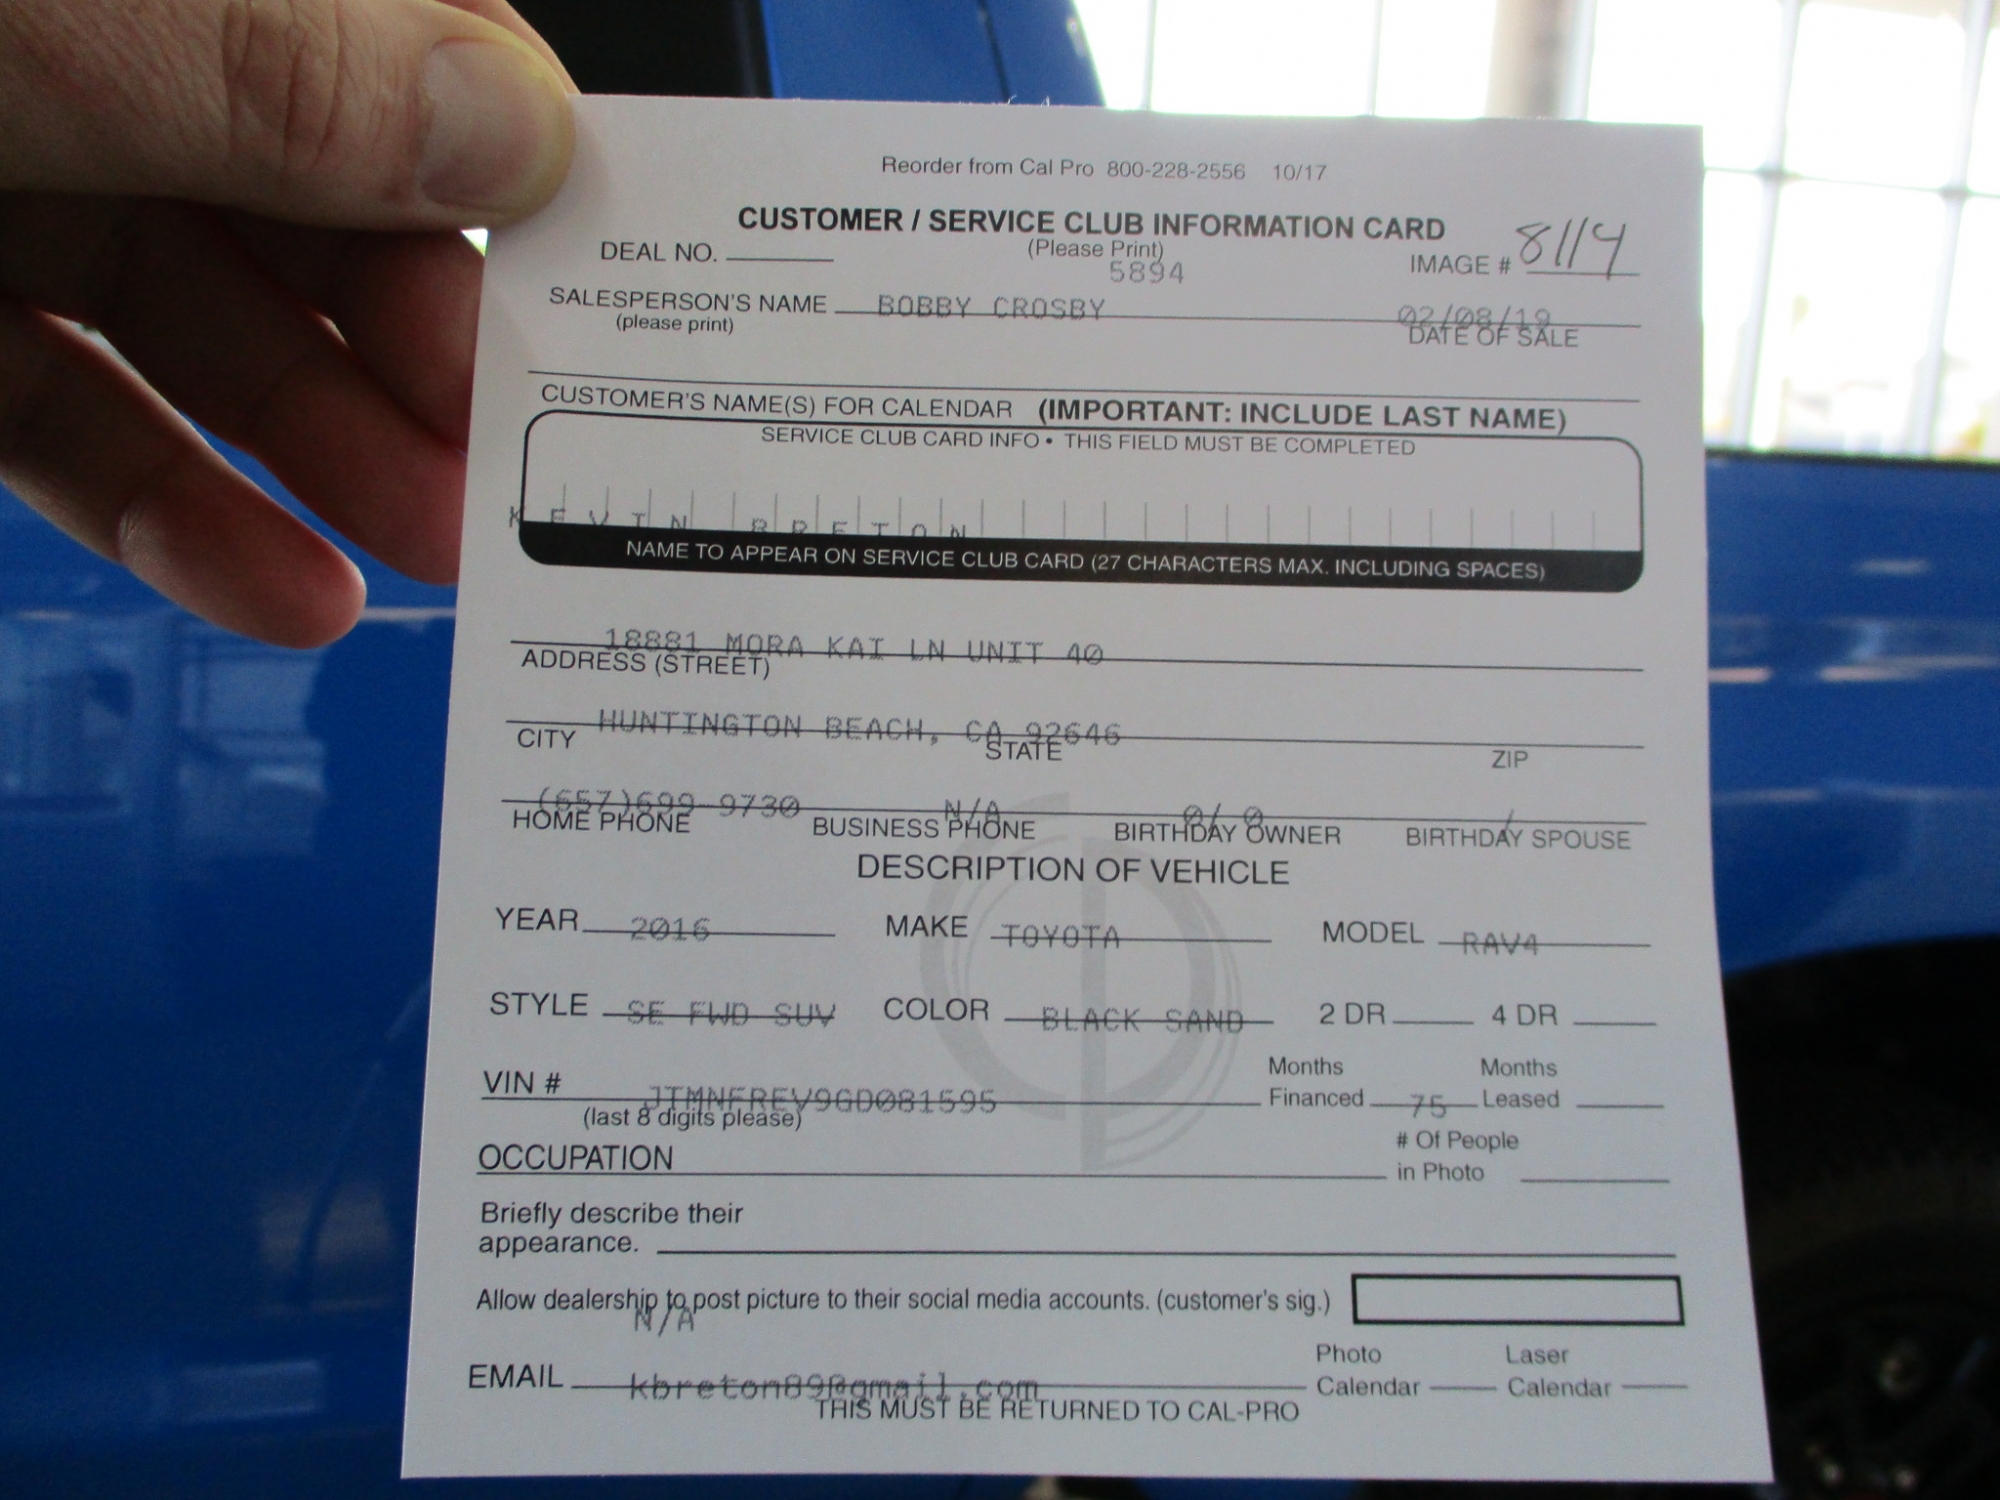 Reorder from Cal Pro 800-228-2556 10/17
CUSTOMER / SERVICE CLUB INFORMATION CARD
DEAL NO. (Please Print) IMAGE # 8114
5894
SALESPERSON'S NAME BOBBY CROSBY 02/08/19
(please print) DATE OF SALE
CUSTOMER'S NAME(S) FOR CALENDAR (IMPORTANT: INCLUDE LAST NAME)
SERVICE CLUB CARD INFO • THIS FIELD MUST BE COMPLETED
KEVIN BRETON
NAME TO APPEAR ON SERVICE CLUB CARD (27 CHARACTERS MAX. INCLUDING SPACES)
18881 MORA KAI LN UNIT 40
ADDRESS (STREET)
HUNTINGTON BEACH, CA 92646
CITY STATE ZIP
(657)699-9730 N/A 0/ 0 /
HOME PHONE BUSINESS PHONE BIRTHDAY OWNER BIRTHDAY SPOUSE
DESCRIPTION OF VEHICLE
YEAR 2016 MAKE TOYOTA MODEL RAV4
STYLE SE FWD SUV COLOR BLACK SAND 2 DR 4 DR
Months Months
VIN # JTMNFREV9GD081595 Financed 75 Leased
(last 8 digits please)
# Of People
OCCUPATION in Photo
Briefly describe their
appearance.
Allow dealership to post picture to their social media accounts. (customer's sig.)
N/A
Photo Laser
EMAIL kbreton89@gmail.com Calendar Calendar
THIS MUST BE RETURNED TO CAL-PRO